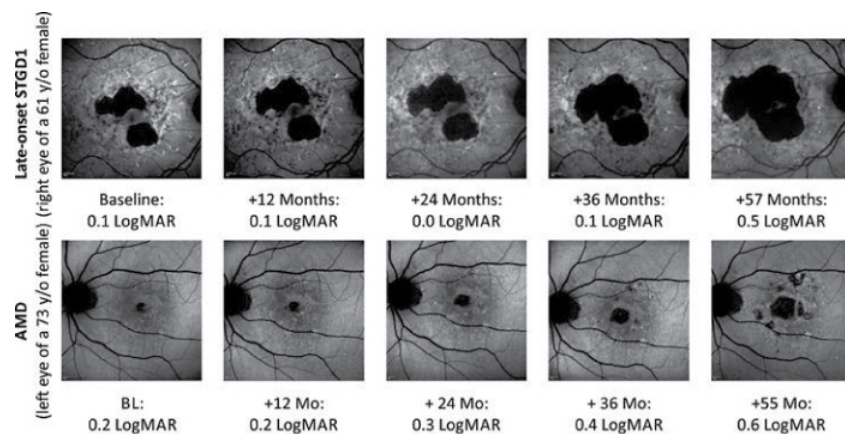 Late-onset STGD1
(right eye of a 61 y/o female)
Baseline:
0.1 LogMAR
+12 Months:
0.1 LogMAR
+24 Months:
0.0 LogMAR
+36 Months:
0.1 LogMAR
+57 Months:
0.5 LogMAR
AMD
(left eye of a 73 y/o female)
BL:
0.2 LogMAR
+12 Mo:
0.2 LogMAR
+ 24 Mo:
0.3 LogMAR
+ 36 Mo:
0.4 LogMAR
+55 Mo:
0.6 LogMAR